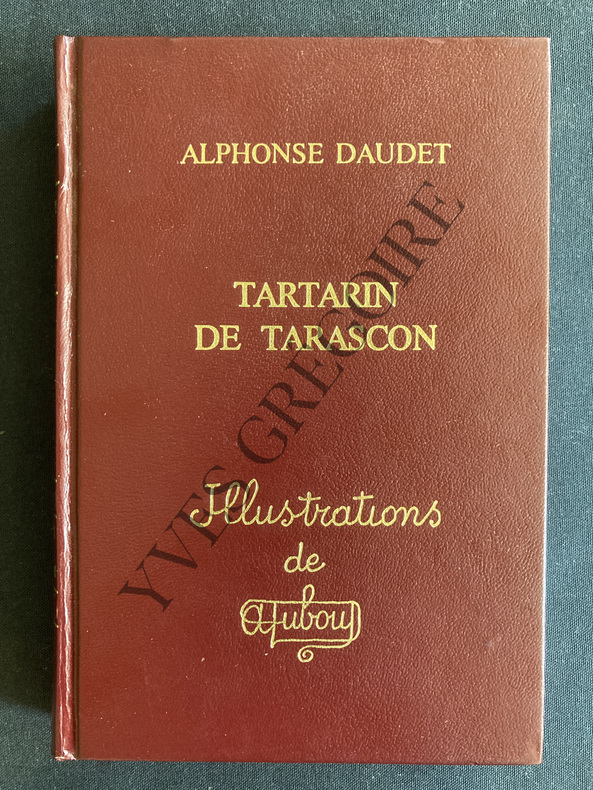 ALPHONSE DAUDET
TARTARIN
DE TARASCON
Illustrations
de
Dubout
YVES GREGOIRE